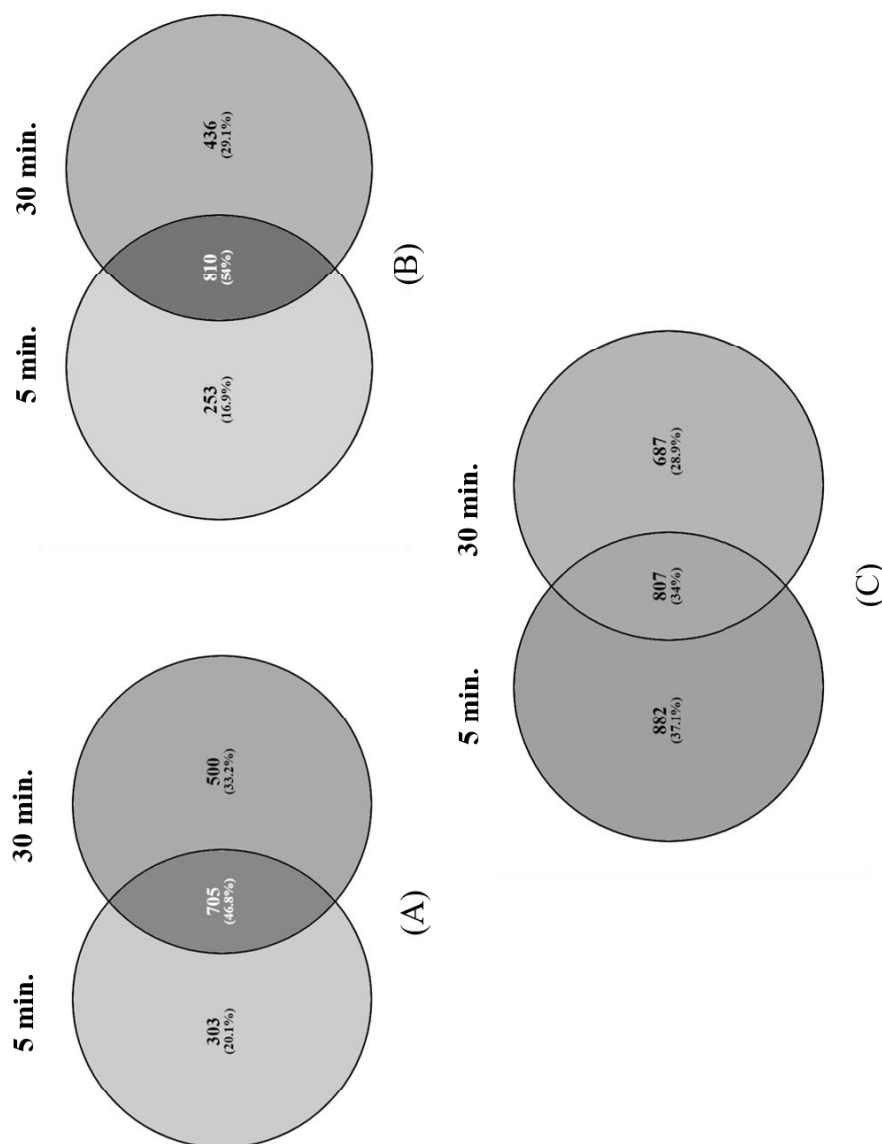 5 min.
30 min.
303
(20.1%)
705
(46.8%)
500
(33.2%)
(A)
5 min.
30 min.
253
(16.9%)
810
(54%)
436
(29.1%)
(B)
5 min.
30 min.
882
(37.1%)
807
(34%)
687
(28.9%)
(C)